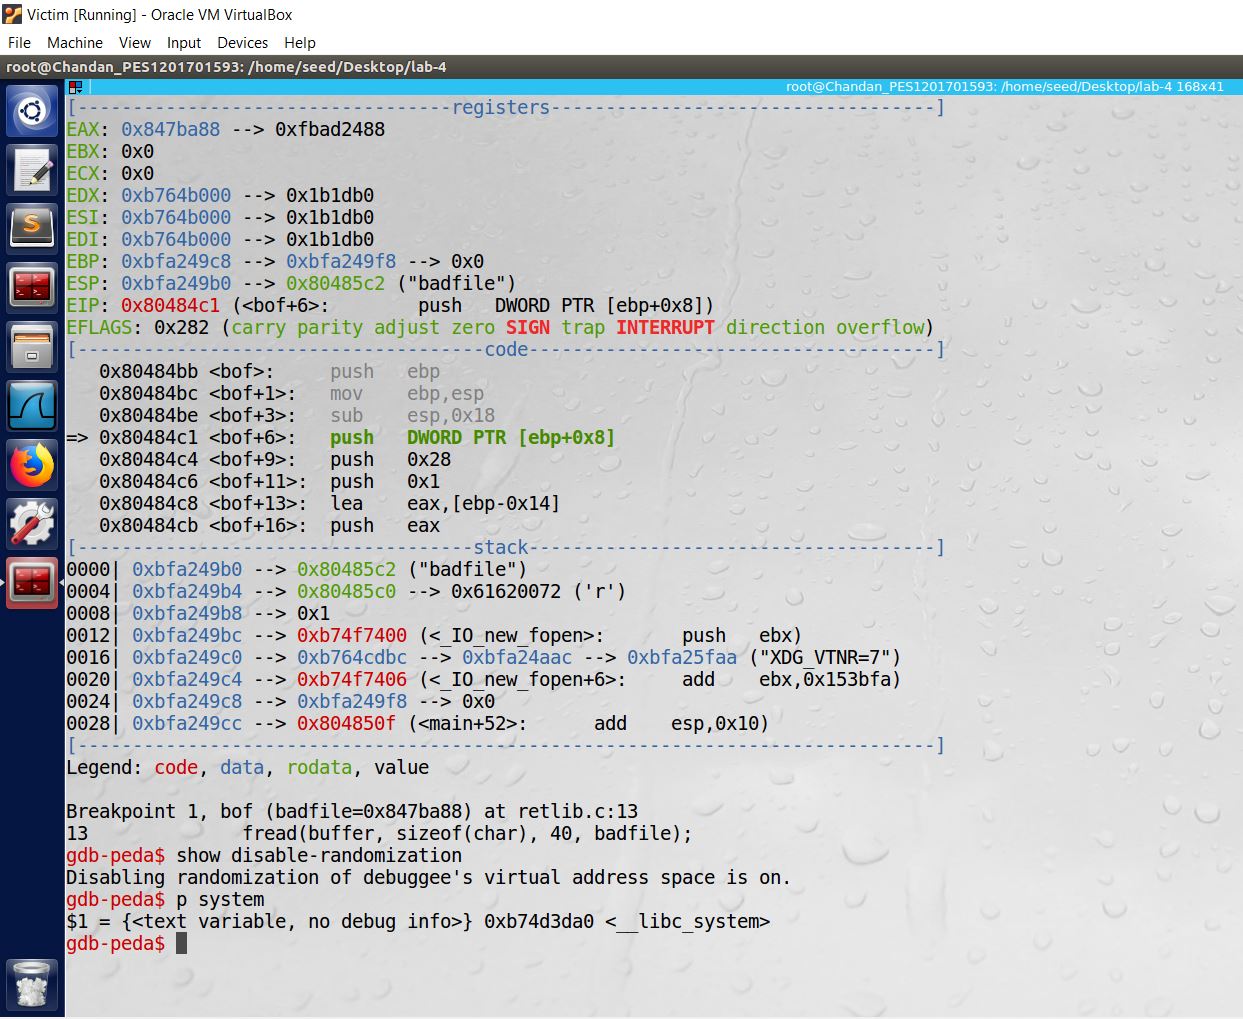 Victim [Running] - Oracle VM VirtualBox
File Machine View Input Devices Help
root@Chandan_PES1201701593: /home/seed/Desktop/lab-4
root@Chandan_PES1201701593: /home/seed/Desktop/lab-4 168x41
[----------------------------------registers-----------------------------------]
EAX: 0x847ba88 --> 0xfbad2488
EBX: 0x0
ECX: 0x0
EDX: 0xb764b000 --> 0x1b1db0
ESI: 0xb764b000 --> 0x1b1db0
EDI: 0xb764b000 --> 0x1b1db0
EBP: 0xbfa249c8 --> 0xbfa249f8 --> 0x0
ESP: 0xbfa249b0 --> 0x80485c2 ("badfile")
EIP: 0x80484c1 (<bof+6>:        push   DWORD PTR [ebp+0x8])
EFLAGS: 0x282 (carry parity adjust zero SIGN trap INTERRUPT direction overflow)
[-------------------------------------code-------------------------------------]
   0x80484bb <bof>:     push   ebp
   0x80484bc <bof+1>:   mov    ebp,esp
   0x80484be <bof+3>:   sub    esp,0x18
=> 0x80484c1 <bof+6>:   push   DWORD PTR [ebp+0x8]
   0x80484c4 <bof+9>:   push   0x28
   0x80484c6 <bof+11>:  push   0x1
   0x80484c8 <bof+13>:  lea    eax,[ebp-0x14]
   0x80484cb <bof+16>:  push   eax
[------------------------------------stack-------------------------------------]
0000| 0xbfa249b0 --> 0x80485c2 ("badfile")
0004| 0xbfa249b4 --> 0x80485c0 --> 0x61620072 ('r')
0008| 0xbfa249b8 --> 0x1
0012| 0xbfa249bc --> 0xb74f7400 (<_IO_new_fopen>:       push   ebx)
0016| 0xbfa249c0 --> 0xb764cdbc --> 0xbfa24aac --> 0xbfa25faa ("XDG_VTNR=7")
0020| 0xbfa249c4 --> 0xb74f7406 (<_IO_new_fopen+6>:     add    ebx,0x153bfa)
0024| 0xbfa249c8 --> 0xbfa249f8 --> 0x0
0028| 0xbfa249cc --> 0x804850f (<main+52>:      add    esp,0x10)
[------------------------------------------------------------------------------]
Legend: code, data, rodata, value
Breakpoint 1, bof (badfile=0x847ba88) at retlib.c:13
13              fread(buffer, sizeof(char), 40, badfile);
gdb-peda$ show disable-randomization
Disabling randomization of debuggee's virtual address space is on.
gdb-peda$ p system
$1 = {<text variable, no debug info>} 0xb74d3da0 <__libc_system>
gdb-peda$